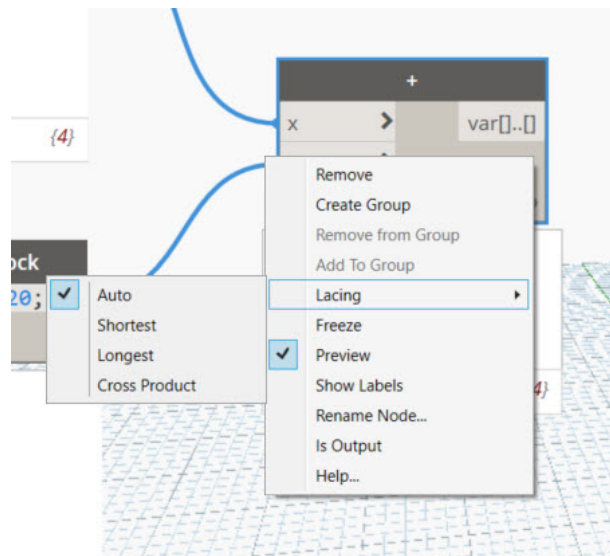 +
x
var[]..[]
{4}
Remove
Create Group
Remove from Group
ock
Add To Group
20;
Auto
Lacing
Shortest
Freeze
Longest
Preview
Cross Product
Show Labels
4}
Rename Node...
Is Output
Help...